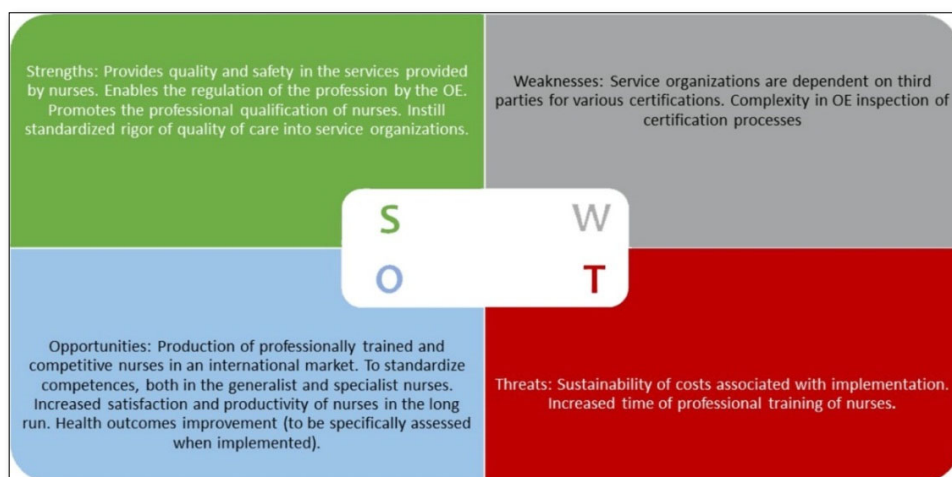 Strengths: Provides quality and safety in the services provided
by nurses. Enables the regulation of the profession by the OE.
Promotes the professional qualification of nurses. Instill
standardized rigor of quality of care into service organizations.
Weaknesses: Service organizations are dependent on third
parties for various certifications. Complexity in OE inspection of
certification processes
S
W
O
T
Opportunities: Production of professionally trained and
competitive nurses in an international market. To standardize
competences, both in the generalist and specialist nurses.
Increased satisfaction and productivity of nurses in the long
run. Health outcomes improvement (to be specifically assessed
when implemented).
Threats: Sustainability of costs associated with implementation.
Increased time of professional training of nurses.